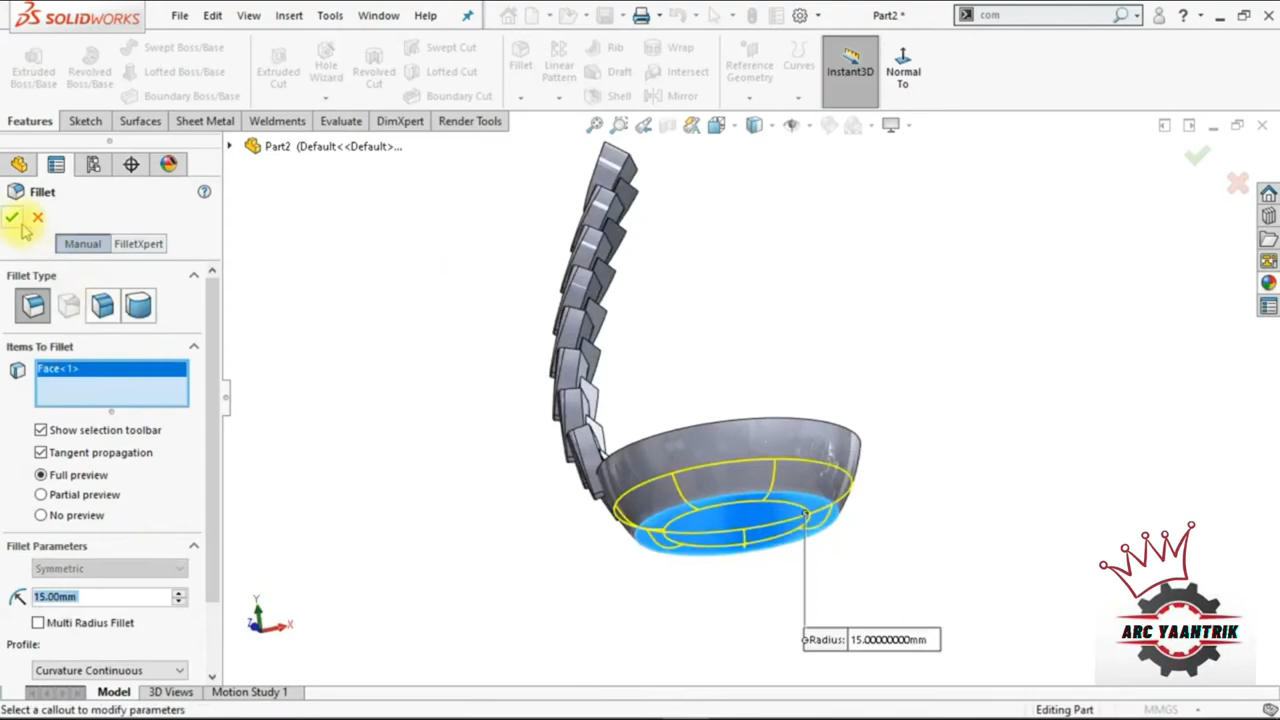 SOLIDWORKS File Edit View Insert Tools Window Help Part2 * com
Extruded Boss/Base
Revolved Boss/Base
Swept Boss/Base
Lofted Boss/Base
Boundary Boss/Base
Extruded Cut
Hole Wizard
Revolved Cut
Swept Cut
Lofted Cut
Boundary Cut
Fillet
Linear Pattern
Rib
Draft
Shell
Wrap
Intersect
Mirror
Reference Geometry
Curves
Instant3D
Normal To
Features Sketch Surfaces Sheet Metal Weldments Evaluate DimXpert Render Tools
Part2 (Default<<Default>...
Fillet
Manual FilletXpert
Fillet Type
Items To Fillet
Face<1>
Show selection toolbar
Tangent propagation
Full preview
Partial preview
No preview
Fillet Parameters
Symmetric
15.00mm
Multi Radius Fillet
Profile:
Curvature Continuous
Y
Z
X
Radius: 15.00000000mm
ARC YAANTRIK
Model 3D Views Motion Study 1
Select a callout to modify parameters Editing Part MMGS